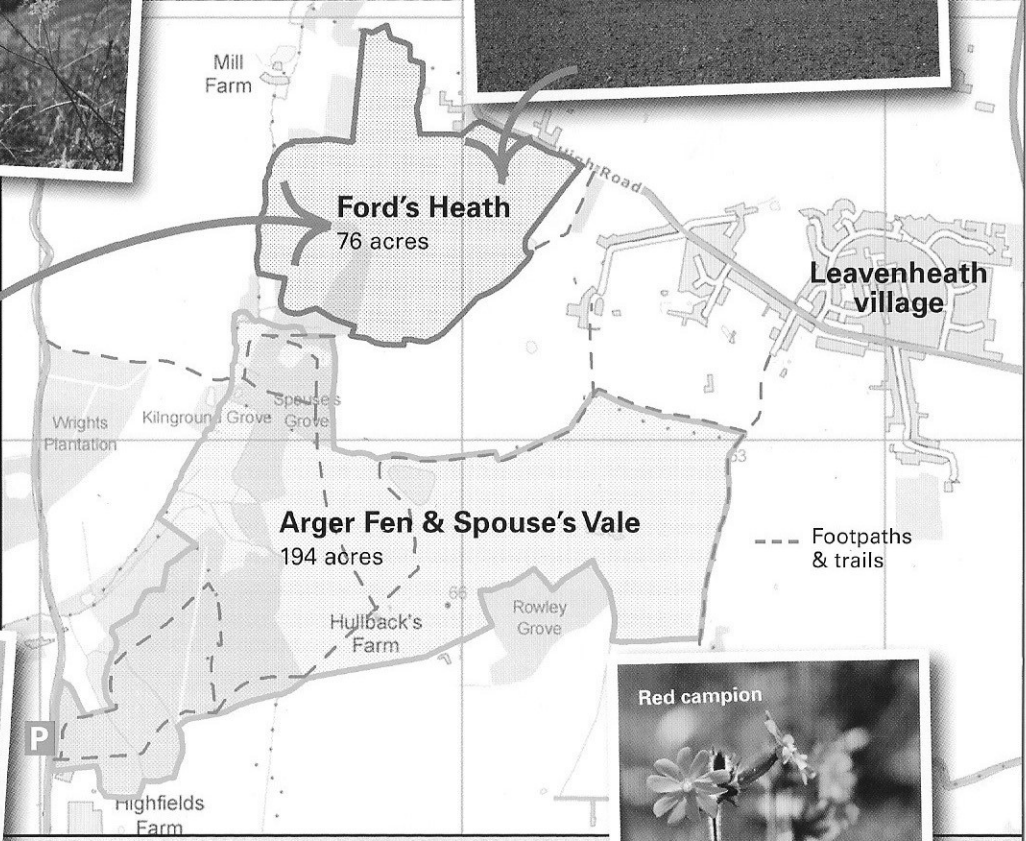 Mill
Farm
High Road
Ford's Heath
76 acres
Leavenheath
village
Wrights
Plantation
Kilnground Grove
Spouse's
Grove
63
Arger Fen & Spouse's Vale
194 acres
Footpaths
& trails
66
Hullback's
Farm
Rowley
Grove
Red campion
P
Highfields
Farm